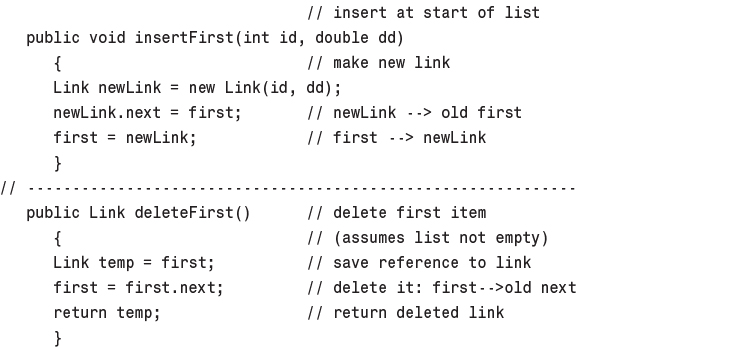 // insert at start of list
public void insertFirst(int id, double dd)
{ // make new link
Link newLink = new Link(id, dd);
newLink.next = first; // newLink --> old first
first = newLink; // first --> newLink
}
// -------------------------------------------------------------
public Link deleteFirst() // delete first item
{ // (assumes list not empty)
Link temp = first; // save reference to link
first = first.next; // delete it: first-->old next
return temp; // return deleted link
}